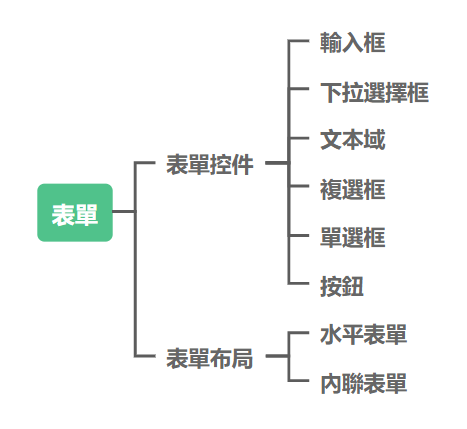 表單
表單控件
輸入框
下拉選擇框
文本域
複選框
單選框
按鈕
表單布局
水平表單
內聯表單